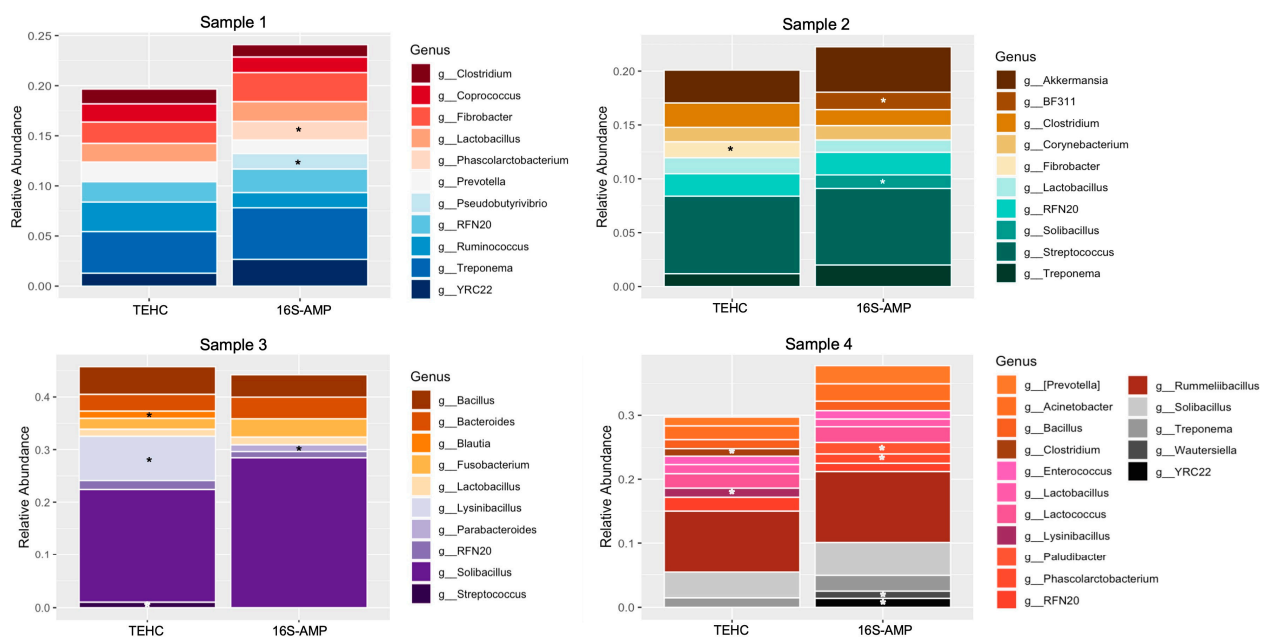 Sample 1
Relative Abundance
0.25
0.20
0.15
0.10
0.05
0.00
*
*
TEHC
16S-AMP
Genus
g__Clostridium
g__Coprococcus
g__Fibrobacter
g__Lactobacillus
g__Phascolarctobacterium
g__Prevotella
g__Pseudobutyrivibrio
g__RFN20
g__Ruminococcus
g__Treponema
g__YRC22
Sample 2
Relative Abundance
0.20
0.15
0.10
0.05
0.00
*
*
*
TEHC
16S-AMP
Genus
g__Akkermansia
g__BF311
g__Clostridium
g__Corynebacterium
g__Fibrobacter
g__Lactobacillus
g__RFN20
g__Solibacillus
g__Streptococcus
g__Treponema
Sample 3
Relative Abundance
0.4
0.3
0.2
0.1
0.0
*
*
*
*
TEHC
16S-AMP
Genus
g__Bacillus
g__Bacteroides
g__Blautia
g__Fusobacterium
g__Lactobacillus
g__Lysinibacillus
g__Parabacteroides
g__RFN20
g__Solibacillus
g__Streptococcus
Sample 4
Relative Abundance
0.3
0.2
0.1
0.0
*
*
*
*
*
*
TEHC
16S-AMP
Genus
g__[Prevotella]
g__Acinetobacter
g__Bacillus
g__Clostridium
g__Enterococcus
g__Lactobacillus
g__Lactococcus
g__Lysinibacillus
g__Paludibacter
g__Phascolarctobacterium
g__RFN20
g__Rummeliibacillus
g__Solibacillus
g__Treponema
g__Wautersiella
g__YRC22